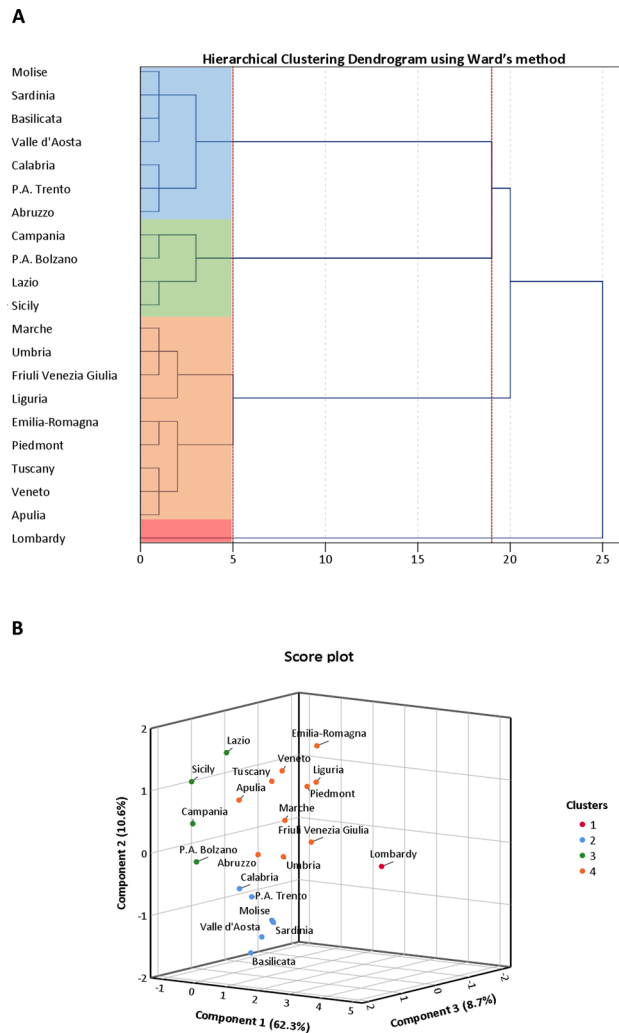 A
Hierarchical Clustering Dendrogram using Ward's method
Molise
Sardinia
Basilicata
Valle d'Aosta
Calabria
P.A. Trento
Abruzzo
Campania
P.A. Bolzano
Lazio
Sicily
Marche
Umbria
Friuli Venezia Giulia
Liguria
Emilia-Romagna
Piedmont
Tuscany
Veneto
Apulia
Lombardy
0 5 10 15 20 25
B
Score plot
Component 2 (10.6%)
2
1
0
-1
-2
Lazio
Emilia-Romagna
Sicily
Tuscany
Veneto
Liguria
Apulia
Piedmont
Campania
Marche
Friuli Venezia Giulia
P.A. Bolzano
Abruzzo
Umbria
Lombardy
Calabria
P.A. Trento
Molise
Valle d'Aosta
Sardinia
Basilicata
Clusters
1
2
3
4
-1 0 1 2 3 4 5
Component 1 (62.3%)
2 1 0 -1 -2
Component 3 (8.7%)